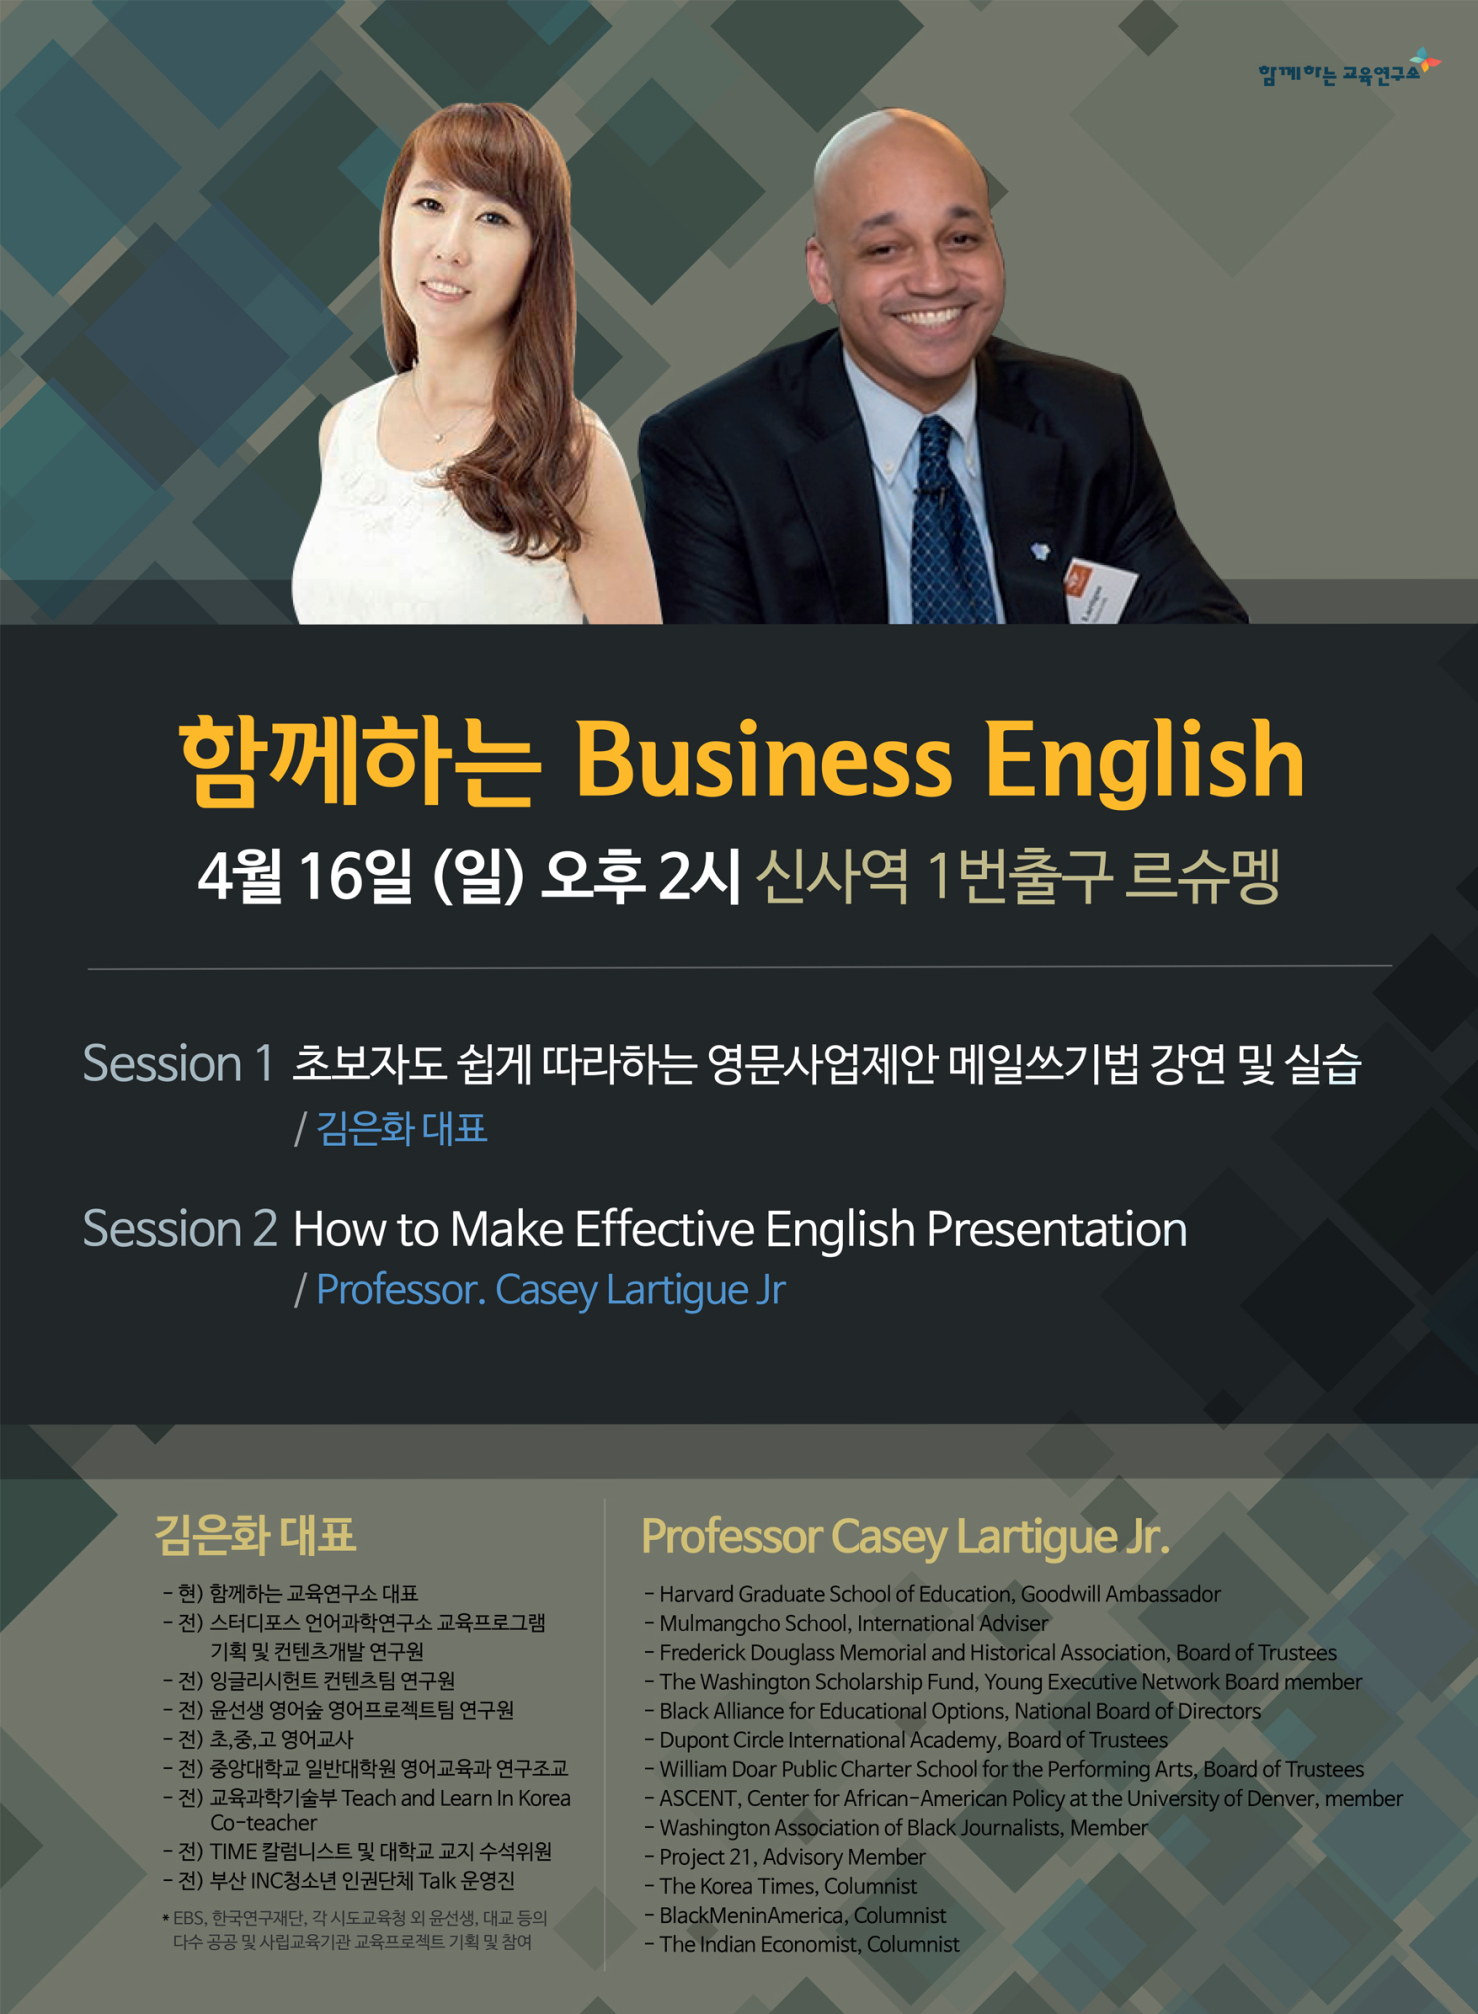 함께하는 교육연구소
Lartigue
함께하는 Business English
4월 16일 (일) 오후 2시 신사역 1번출구 르슈멩
Session 1 초보자도 쉽게 따라하는 영문사업제안 메일쓰기법 강연 및 실습
/ 김은화 대표
Session 2 How to Make Effective English Presentation
/ Professor. Casey Lartigue Jr
김은화 대표
- 현) 함께하는 교육연구소 대표
- 전) 스터디포스 언어과학연구소 교육프로그램
기획 및 컨텐츠개발 연구원
- 전) 잉글리시헌트 컨텐츠팀 연구원
- 전) 윤선생 영어숲 영어프로젝트팀 연구원
- 전) 초,중,고 영어교사
- 전) 중앙대학교 일반대학원 영어교육과 연구조교
- 전) 교육과학기술부 Teach and Learn In Korea
Co-teacher
- 전) TIME 칼럼니스트 및 대학교 교지 수석위원
- 전) 부산 INC청소년 인권단체 Talk 운영진
* EBS, 한국연구재단, 각 시도교육청 외 윤선생, 대교 등의
다수 공공 및 사립교육기관 교육프로젝트 기획 및 참여
Professor Casey Lartigue Jr.
- Harvard Graduate School of Education, Goodwill Ambassador
- Mulmangcho School, International Adviser
- Frederick Douglass Memorial and Historical Association, Board of Trustees
- The Washington Scholarship Fund, Young Executive Network Board member
- Black Alliance for Educational Options, National Board of Directors
- Dupont Circle International Academy, Board of Trustees
- William Doar Public Charter School for the Performing Arts, Board of Trustees
- ASCENT, Center for African-American Policy at the University of Denver, member
- Washington Association of Black Journalists, Member
- Project 21, Advisory Member
- The Korea Times, Columnist
- BlackMeninAmerica, Columnist
- The Indian Economist, Columnist